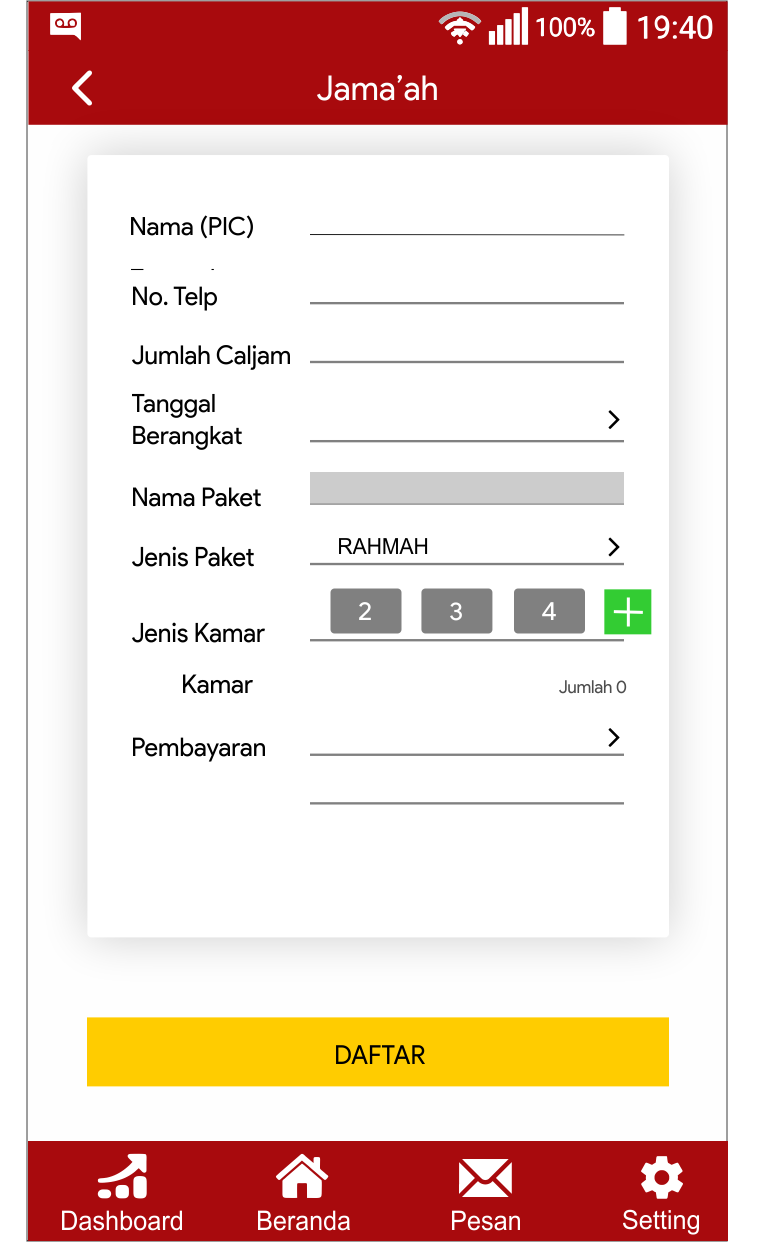 100% 19:40
Jama’ah
Nama (PIC)
No. Telp
Jumlah Caljam
Tanggal
Berangkat
Nama Paket
Jenis Paket RAHMAH
2 3 4
Jenis Kamar
Kamar Jumlah 0
Pembayaran
DAFTAR
Dashboard Beranda Pesan Setting